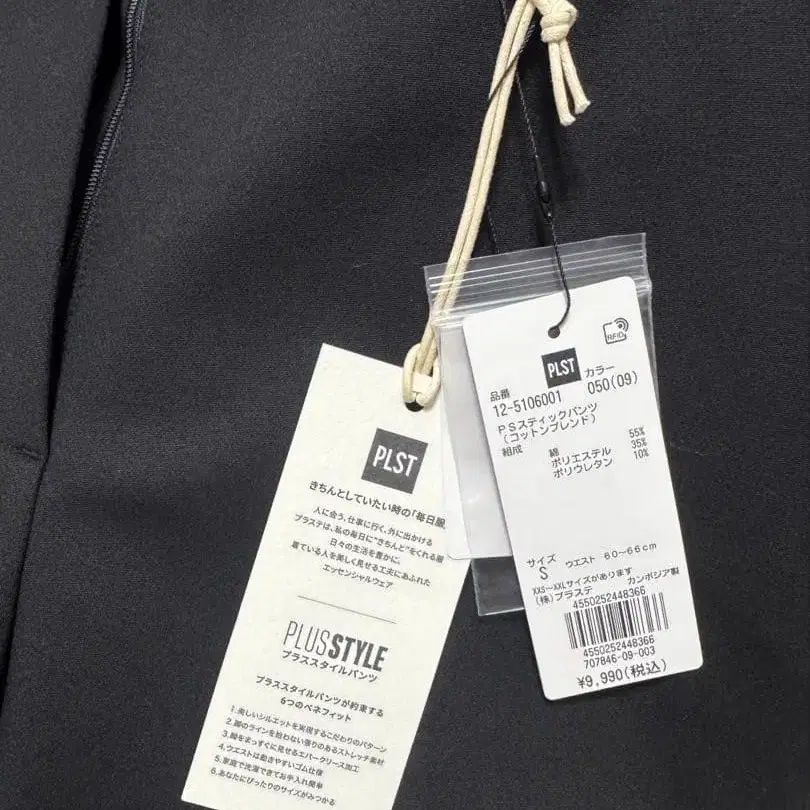 PLST
きちんとしていたい時の「毎日服
人に会う、仕事に行く、外に出かける
プラステは、私の毎日に"きちんと"をくれる服
日々の生活を豊かに、
着ている人を美しく見せる工夫にあふれた
エッセンシャルウェア
PLUSSTYLE
プラススタイルパンツ
プラススタイルパンツが約束する
6つのベネフィット
1.美しいシルエットを実現するこだわりのパターン
2.脚のラインを拾わない張りのあるストレッチ素材
3.脚をまっすぐに見せるエバークリース加工
4.ウエストは動きやすいゴム仕様
5.家庭で洗濯できてお手入れ簡単
6.あなたにぴったりのサイズがみつかる
RFID
PLST
品番 カラー
12-5106001 050(09)
PSスティックパンツ
(コットンブレンド)
組成 綿 55%
ポリエステル 35%
ポリウレタン 10%
サイズ
S ウエスト 60~66cm
XXS~XXLサイズがあります
(株)プラステ カンボジア製
4550252448366
4550252448366
707846-09-003
¥9,990(税込)